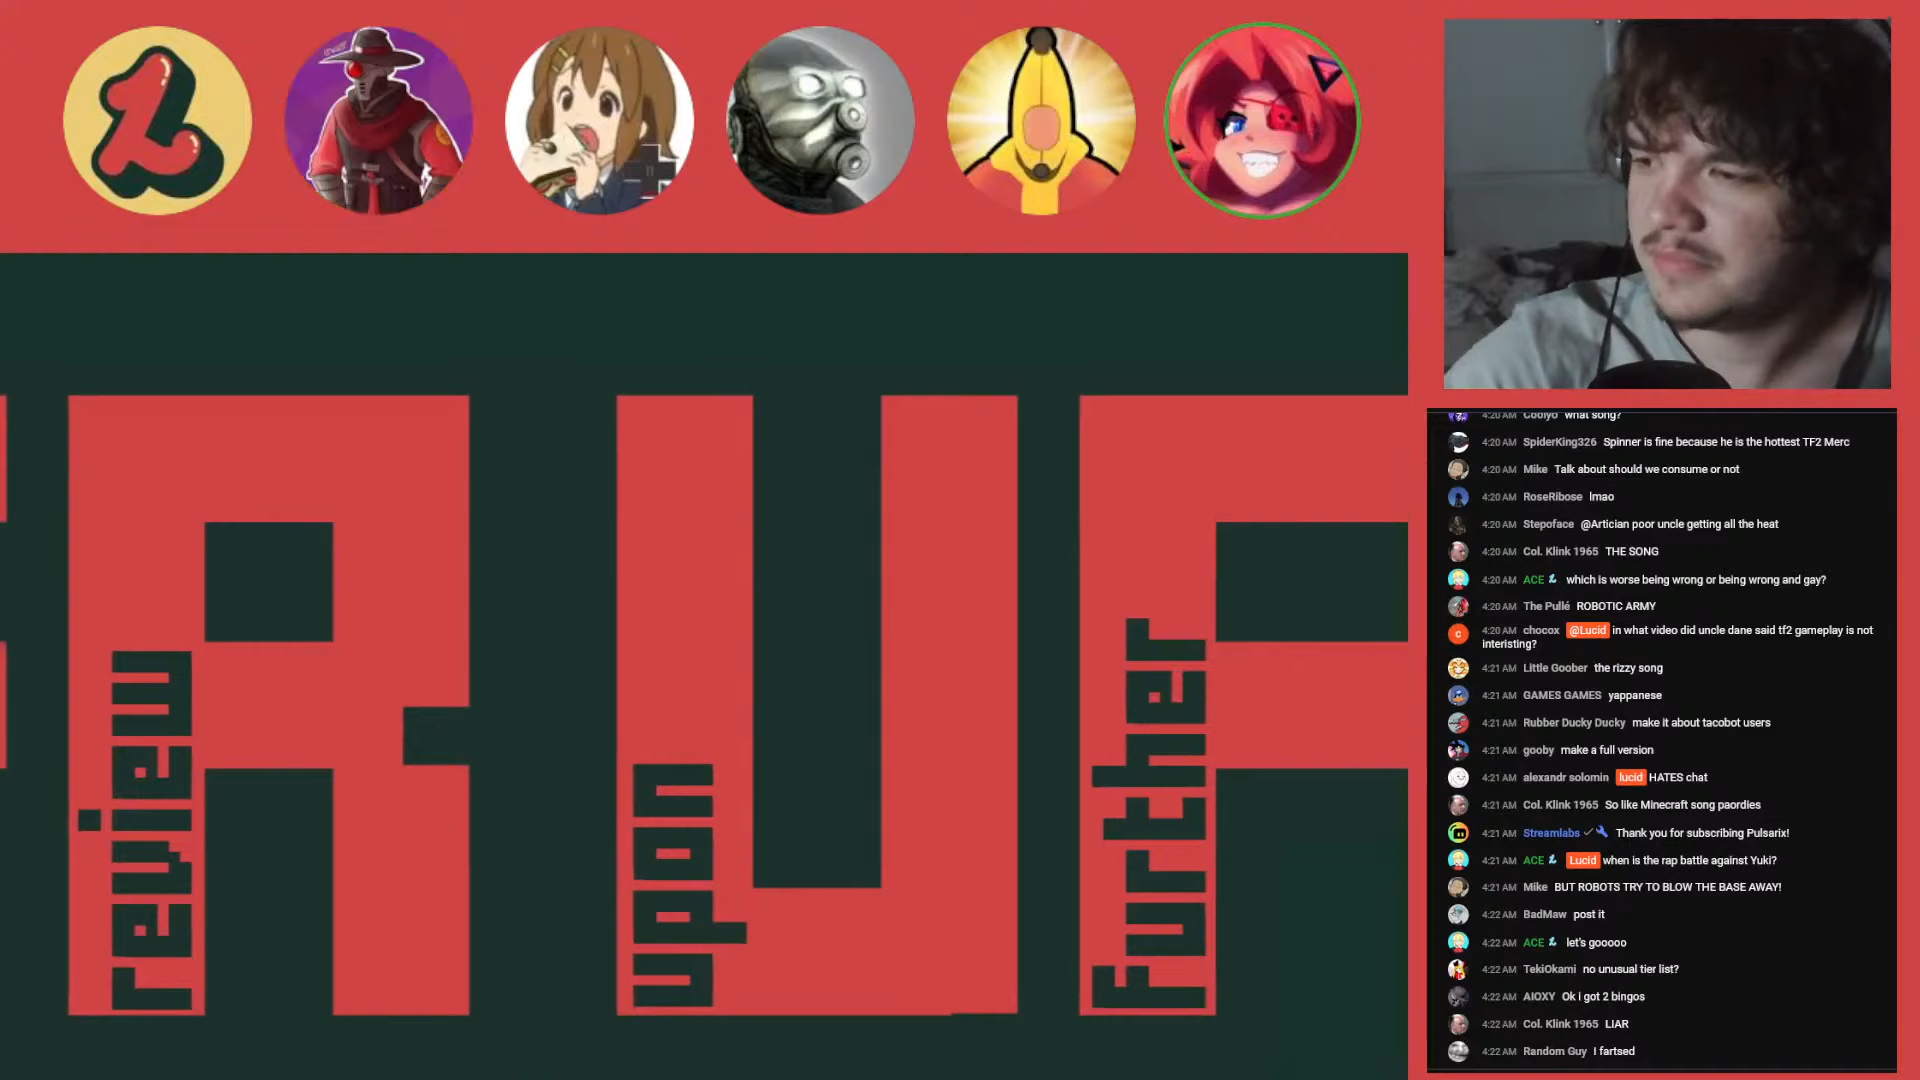 R U F
review
upon
further
4:20 AM Coolyo what song?
4:20 AM SpiderKing326 Spinner is fine because he is the hottest TF2 Merc
4:20 AM Mike Talk about should we consume or not
4:20 AM RoseRibose lmao
4:20 AM Stepoface @Artician poor uncle getting all the heat
4:20 AM Col. Klink 1965 THE SONG
4:20 AM ACE which is worse being wrong or being wrong and gay?
4:20 AM The Pullé ROBOTIC ARMY
4:20 AM chocox @Lucid in what video did uncle dane said tf2 gameplay is not
interisting?
4:21 AM Little Goober the rizzy song
4:21 AM GAMES GAMES yappanese
4:21 AM Rubber Ducky Ducky make it about tacobot users
4:21 AM gooby make a full version
4:21 AM alexandr solomin lucid HATES chat
4:21 AM Col. Klink 1965 So like Minecraft song paordies
4:21 AM Streamlabs Thank you for subscribing Pulsarix!
4:21 AM ACE Lucid when is the rap battle against Yuki?
4:21 AM Mike BUT ROBOTS TRY TO BLOW THE BASE AWAY!
4:22 AM BadMaw post it
4:22 AM ACE let's gooooo
4:22 AM TekiOkami no unusual tier list?
4:22 AM AIOXY Ok i got 2 bingos
4:22 AM Col. Klink 1965 LIAR
4:22 AM Random Guy I fartsed